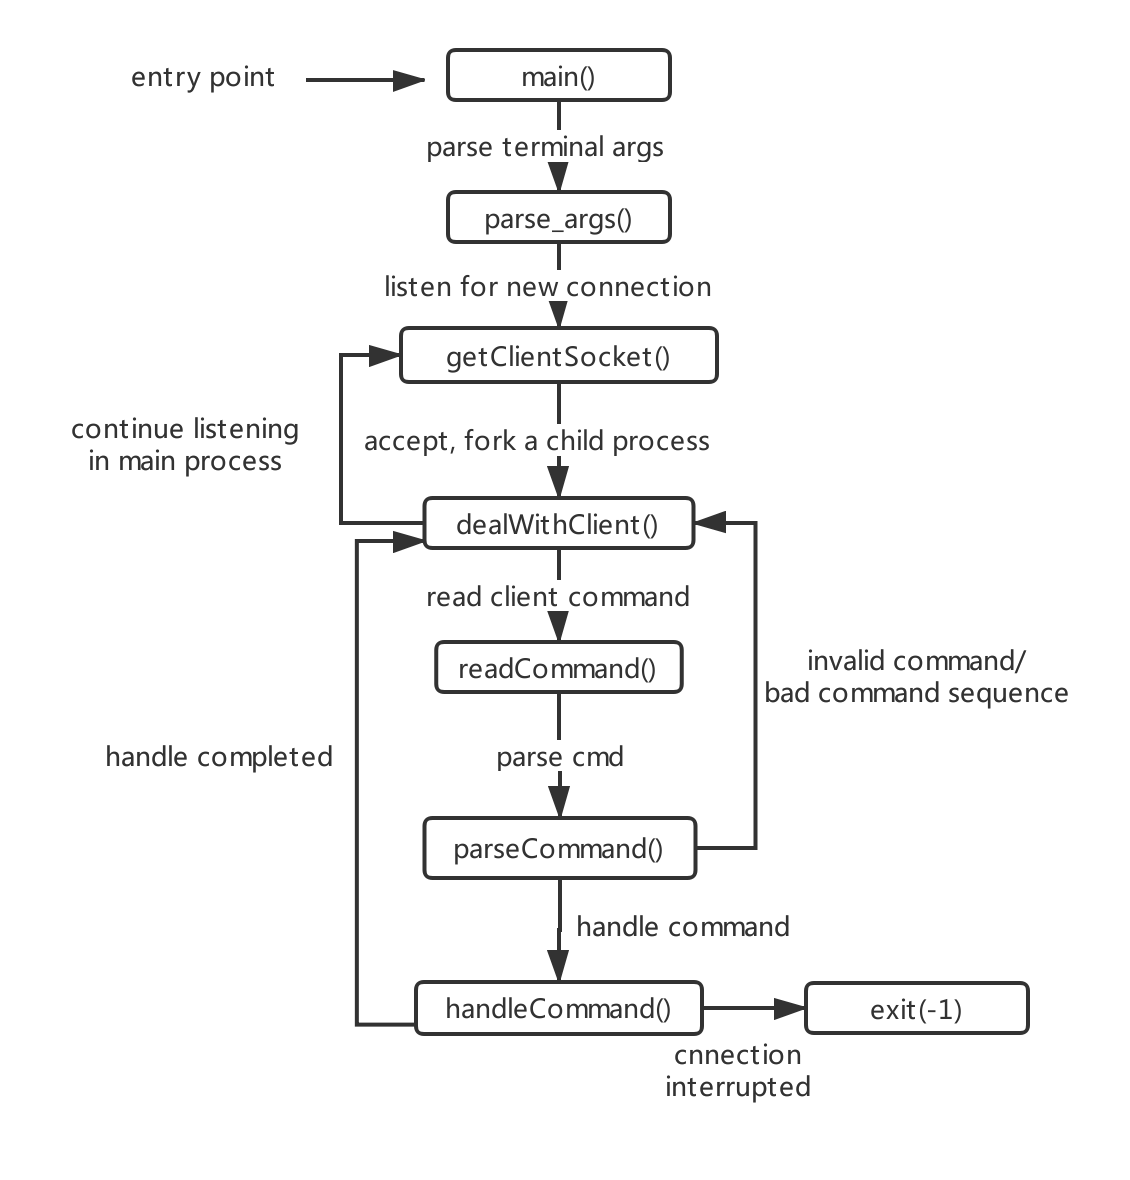 entry point
main()
parse terminal args
parse_args()
listen for new connection
getClientSocket()
continue listening
in main process
accept, fork a child process
dealWithClient()
read client command
readCommand()
invalid command/
bad command sequence
handle completed
parse cmd
parseCommand()
handle command
handleCommand()
exit(-1)
cnnection
interrupted